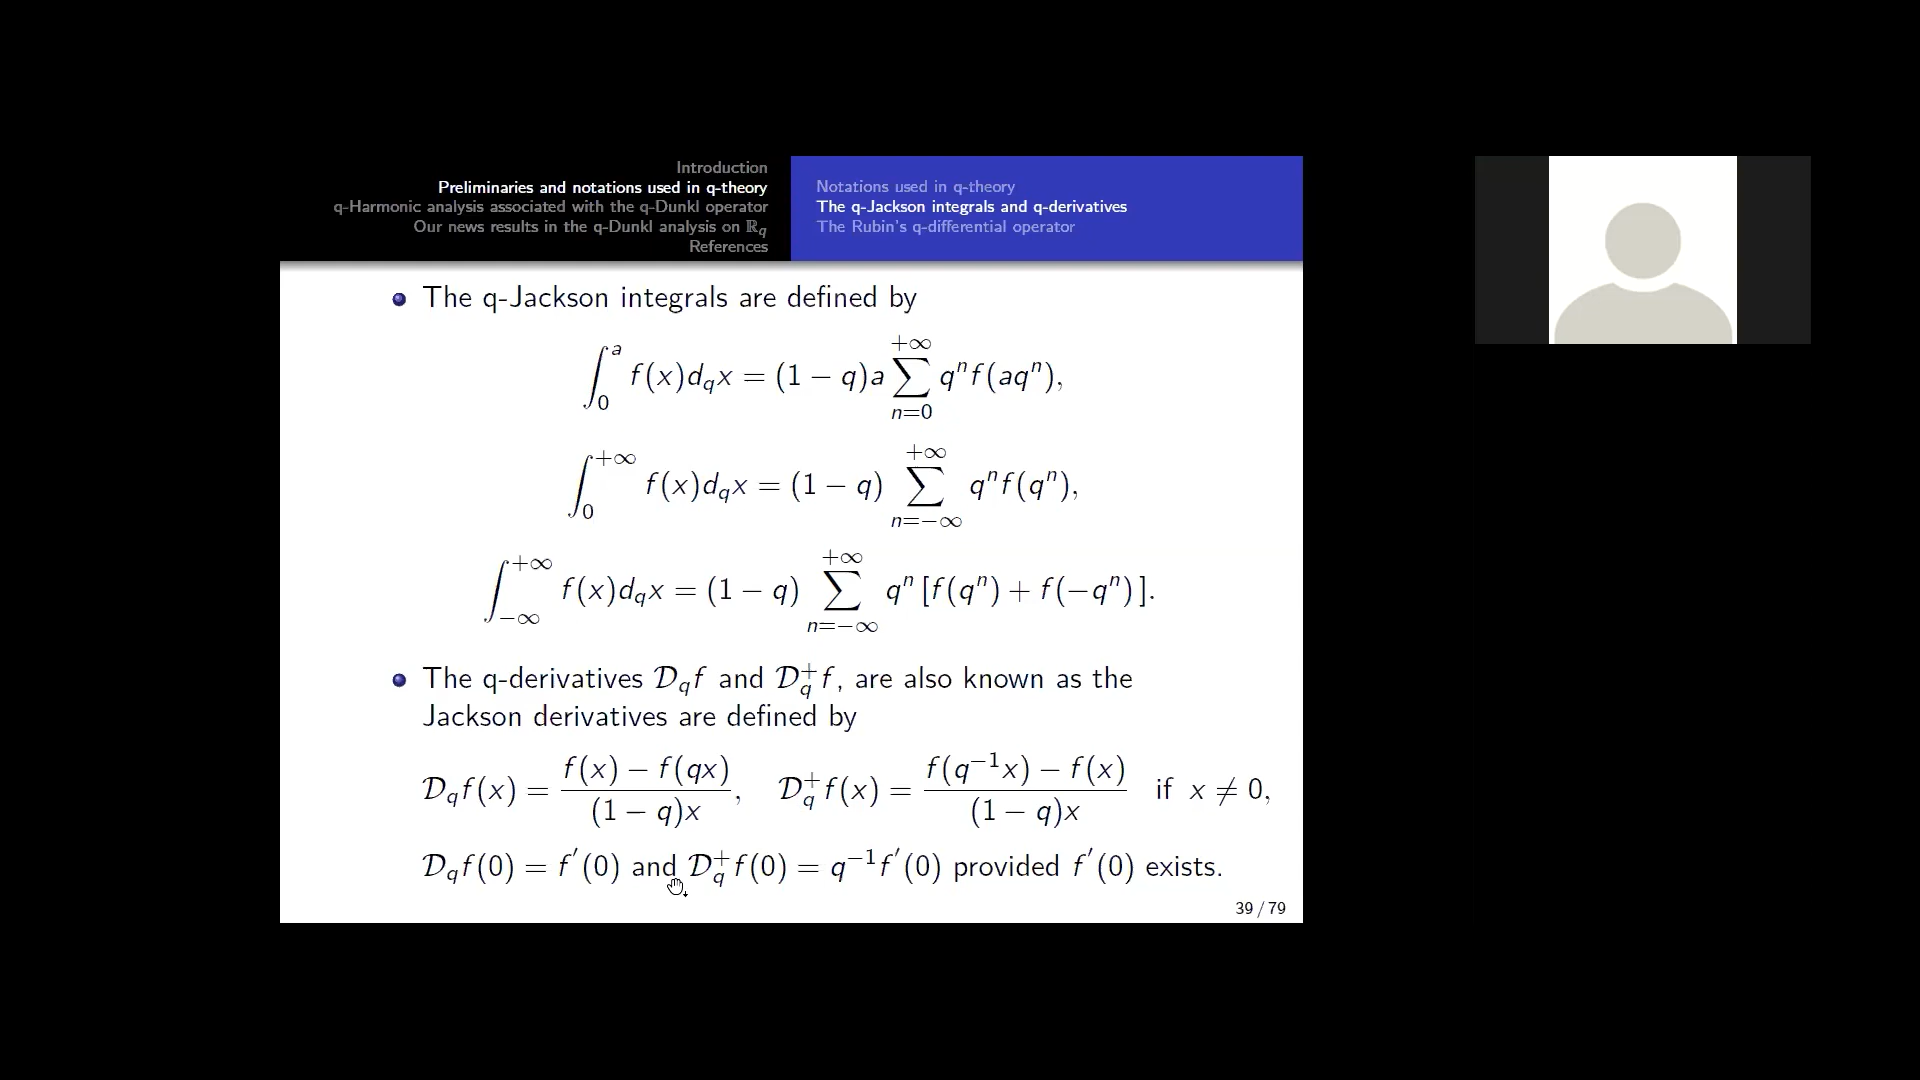 Introduction
Preliminaries and notations used in q-theory
q-Harmonic analysis associated with the q-Dunkl operator
Our news results in the q-Dunkl analysis on ℝ_q
References
Notations used in q-theory
The q-Jackson integrals and q-derivatives
The Rubin's q-differential operator
The q-Jackson integrals are defined by
∫_0^a f(x)d_qx = (1 − q)a ∑_{n=0}^{+∞} q^n f(aq^n),
∫_0^{+∞} f(x)d_qx = (1 − q) ∑_{n=−∞}^{+∞} q^n f(q^n),
∫_{−∞}^{+∞} f(x)d_qx = (1 − q) ∑_{n=−∞}^{+∞} q^n [f(q^n) + f(−q^n)].
The q-derivatives 𝒟_q f and 𝒟_q^+ f, are also known as the
Jackson derivatives are defined by
𝒟_q f(x) = \frac{f(x) − f(qx)}{(1 − q)x}, 𝒟_q^+ f(x) = \frac{f(q^{−1}x) − f(x)}{(1 − q)x} if x ≠ 0,
𝒟_q f(0) = f′(0) and 𝒟_q^+ f(0) = q^{−1}f′(0) provided f′(0) exists.
39 / 79